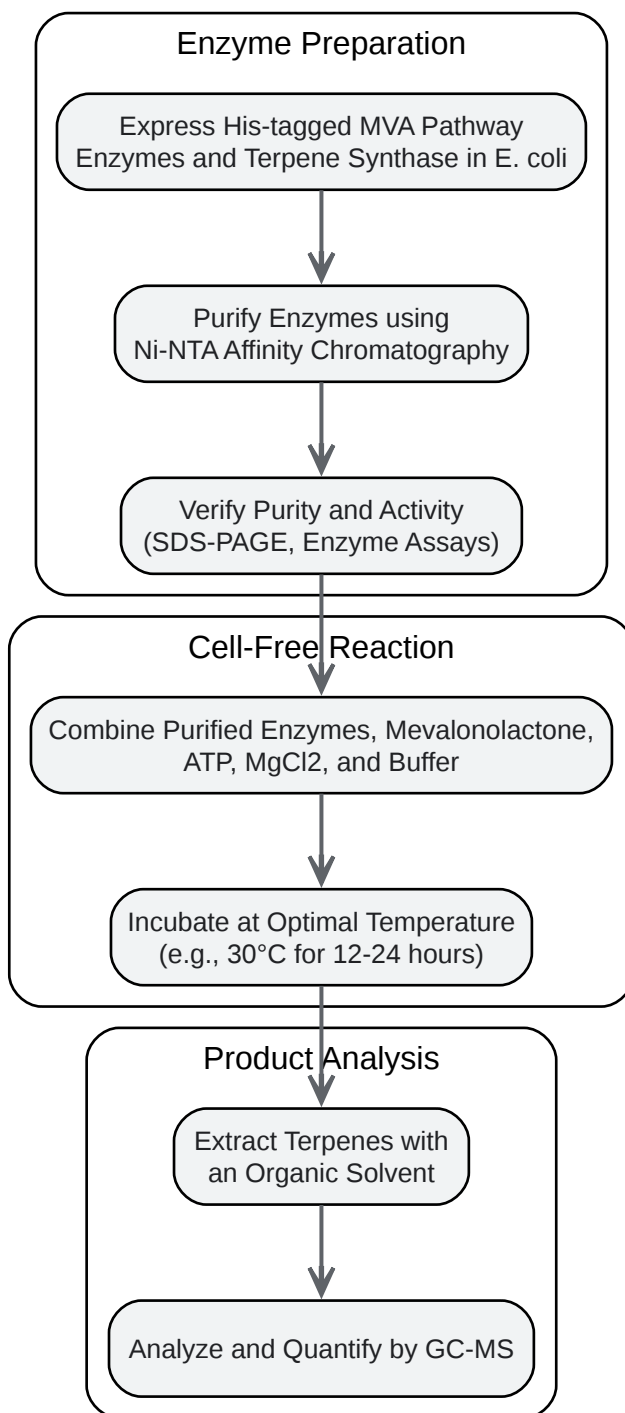 Enzyme Preparation
Express His-tagged MVA Pathway
Enzymes and Terpene Synthase in E. coli
Purify Enzymes using
Ni-NTA Affinity Chromatography
Verify Purity and Activity
(SDS-PAGE, Enzyme Assays)
Cell-Free Reaction
Combine Purified Enzymes, Mevalonolactone,
ATP, MgCl2, and Buffer
Incubate at Optimal Temperature
(e.g., 30°C for 12-24 hours)
Product Analysis
Extract Terpenes with
an Organic Solvent
Analyze and Quantify by GC-MS